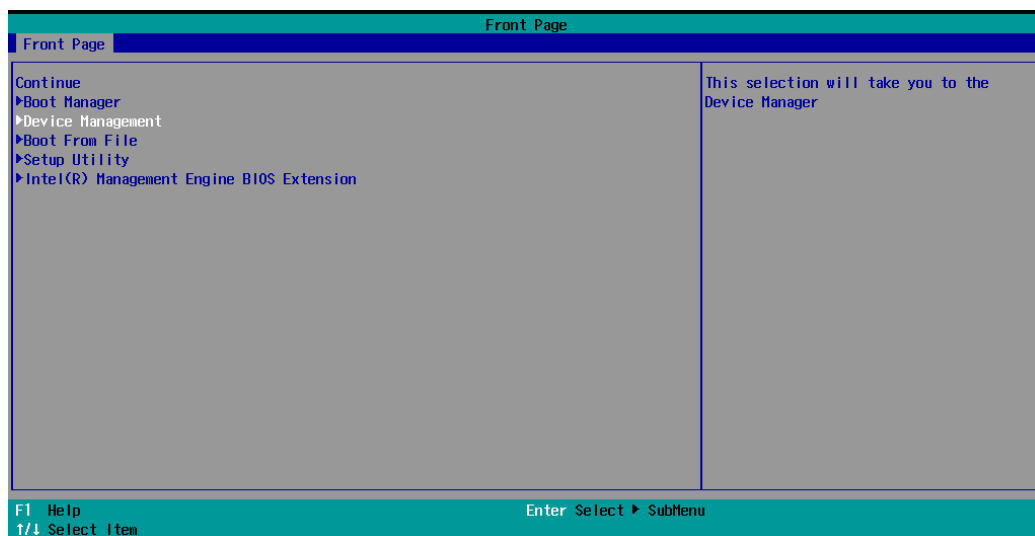 Front Page
Front Page
Continue
▶Boot Manager
▶Device Management
▶Boot From File
▶Setup Utility
▶Intel(R) Management Engine BIOS Extension
This selection will take you to the
Device Manager
F1 Help
Enter Select ▶ SubMenu
↑/↓ Select Item